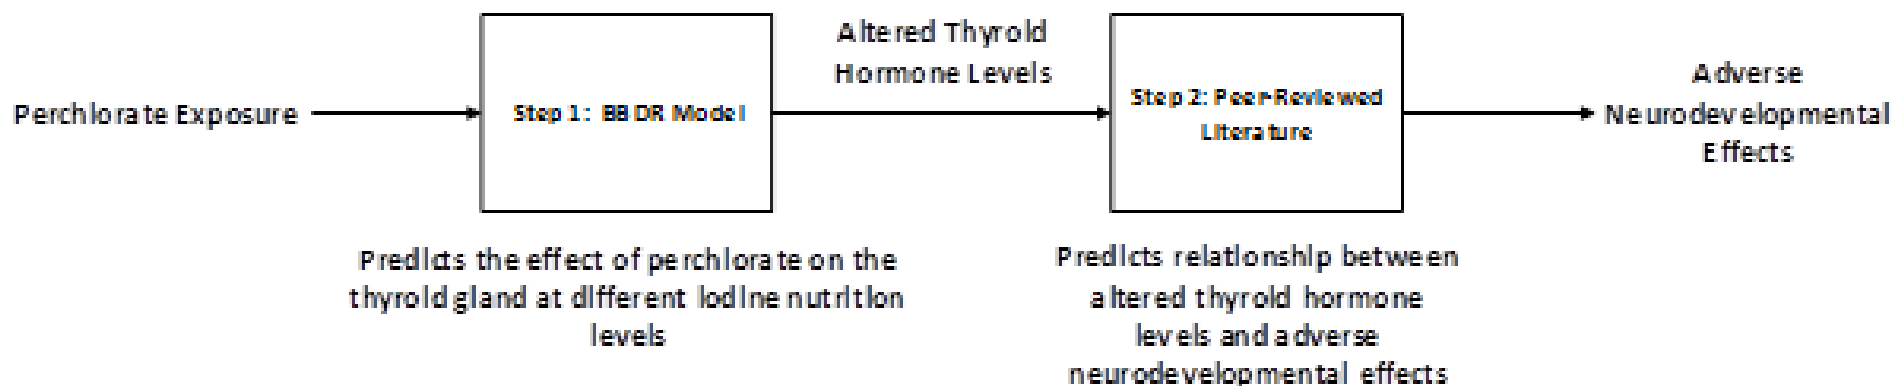 Perchlorate Exposure
Step 1: BBDR Model
Altered Thyroid
Hormone Levels
Step 2: Peer-Reviewed
Literature
Adverse
Neurodevelopmental
Effects
Predicts the effect of perchlorate on the
thyroid gland at different iodine nutrition
levels
Predicts relationship between
altered thyroid hormone
levels and adverse
neurodevelopmental effects